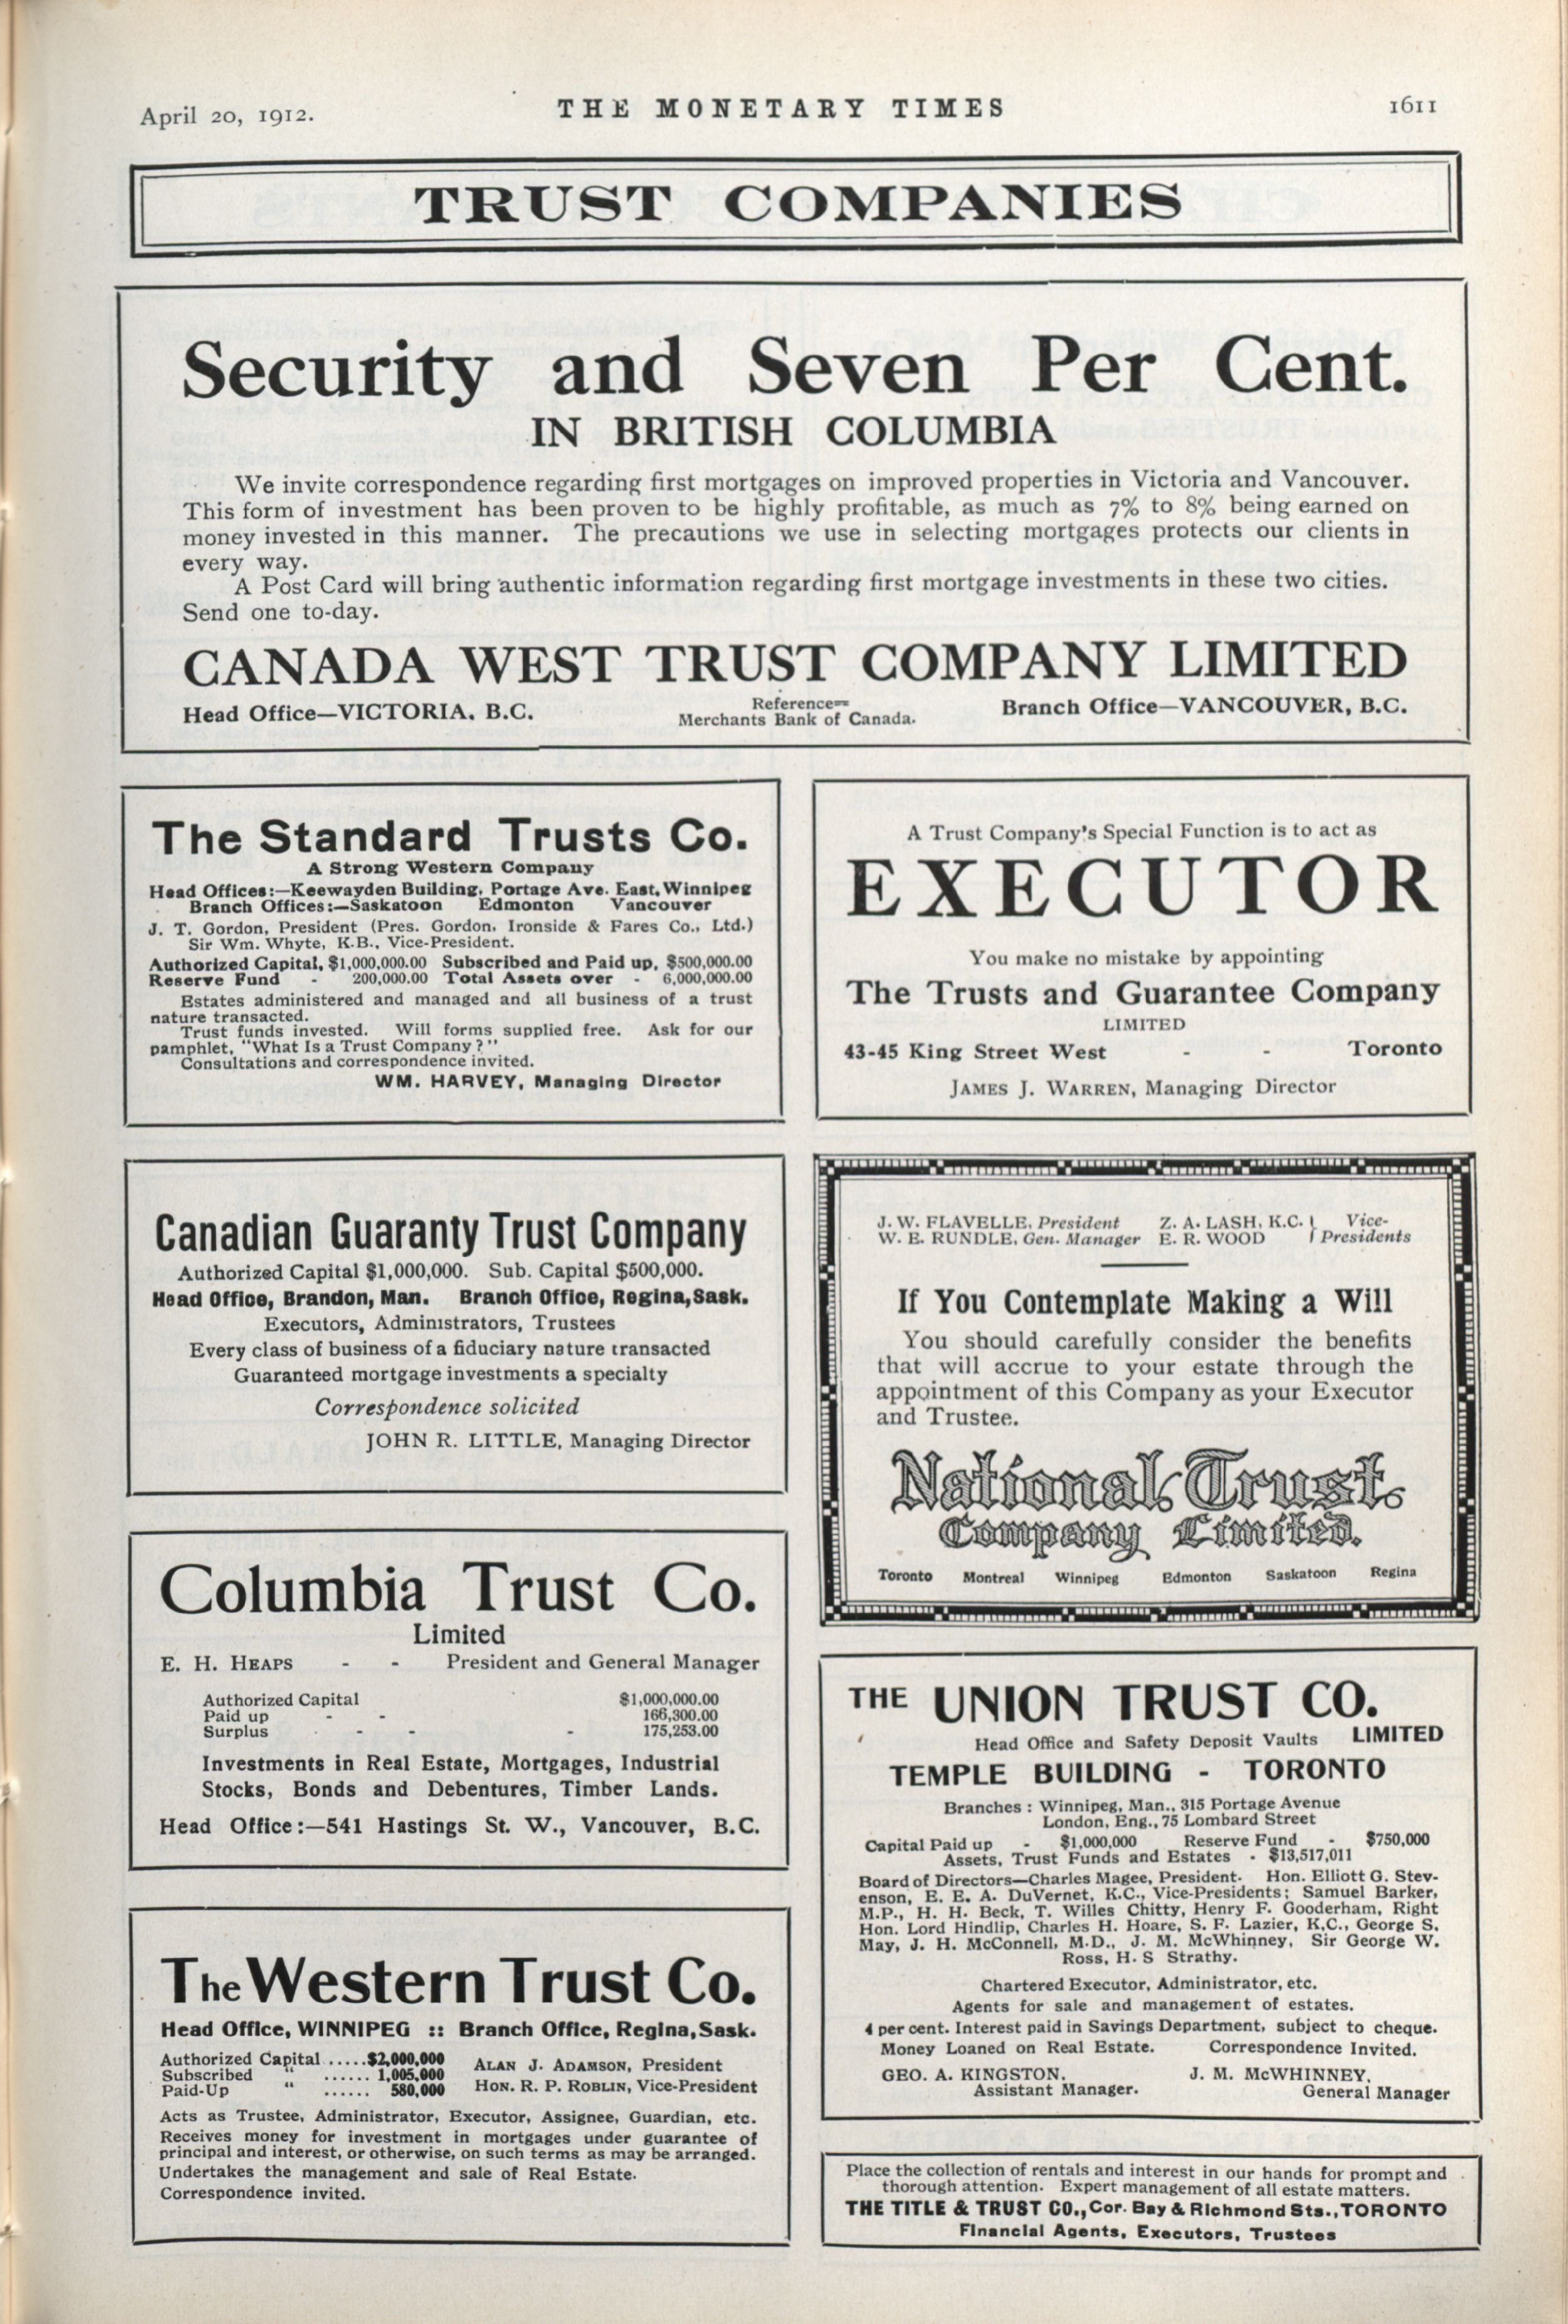 April 20, 1912.
THE MONETARY TIMES
1611
TRUST COMPANIES
Security and Seven Per Cent.
IN BRITISH COLUMBIA
We invite correspondence regarding first mortgages on improved properties in Victoria and Vancouver.
This form of investment has been proven to be highly profitable, as much as 7% to 8% being earned on
money invested in this manner. The precautions we use in selecting mortgages protects our clients in
every way.
A Post Card will bring authentic information regarding first mortgage investments in these two cities.
Send one to-day.
CANADA WEST TRUST COMPANY LIMITED
Head Office—VICTORIA, B.C.
Reference—
Merchants Bank of Canada.
Branch Office—VANCOUVER, B.C.
The Standard Trusts Co.
A Strong Western Company
Head Offices:—Keewayden Building, Portage Ave. East, Winnipeg
Branch Offices:—Saskatoon Edmonton Vancouver
J. T. Gordon, President (Pres. Gordon, Ironside & Fares Co., Ltd.)
Sir Wm. Whyte, K.B., Vice-President.
Authorized Capital, $1,000,000.00 Subscribed and Paid up, $500,000.00
Reserve Fund - 200,000.00 Total Assets over - 6,000,000.00
Estates administered and managed and all business of a trust
nature transacted.
Trust funds invested. Will forms supplied free. Ask for our
pamphlet, "What Is a Trust Company?"
Consultations and correspondence invited.
WM. HARVEY, Managing Director
A Trust Company's Special Function is to act as
EXECUTOR
You make no mistake by appointing
The Trusts and Guarantee Company
LIMITED
43-45 King Street West - - Toronto
JAMES J. WARREN, Managing Director
Canadian Guaranty Trust Company
Authorized Capital $1,000,000. Sub. Capital $500,000.
Head Office, Brandon, Man. Branch Office, Regina, Sask.
Executors, Administrators, Trustees
Every class of business of a fiduciary nature transacted
Guaranteed mortgage investments a specialty
Correspondence solicited
JOHN R. LITTLE, Managing Director
J. W. FLAVELLE, President Z. A. LASH, K.C. } Vice-
W. E. RUNDLE, Gen. Manager E. R. WOOD } Presidents
If You Contemplate Making a Will
You should carefully consider the benefits
that will accrue to your estate through the
appointment of this Company as your Executor
and Trustee.
National Trust
Company Limited.
Toronto Montreal Winnipeg Edmonton Saskatoon Regina
Columbia Trust Co.
Limited
E. H. HEAPS - - President and General Manager
Authorized Capital $1,000,000.00
Paid up - - 166,300.00
Surplus - - - 175,253.00
Investments in Real Estate, Mortgages, Industrial
Stocks, Bonds and Debentures, Timber Lands.
Head Office:—541 Hastings St. W., Vancouver, B.C.
THE UNION TRUST CO.
Head Office and Safety Deposit Vaults LIMITED
TEMPLE BUILDING - TORONTO
Branches : Winnipeg, Man., 315 Portage Avenue
London, Eng., 75 Lombard Street
Capital Paid up - $1,000,000 Reserve Fund - $750,000
Assets, Trust Funds and Estates - $13,517,011
Board of Directors—Charles Magee, President. Hon. Elliott G. Stev-
enson, E. E. A. DuVernet, K.C., Vice-Presidents; Samuel Barker,
M.P., H. H. Beck, T. Willes Chitty, Henry F. Gooderham, Right
Hon. Lord Hindlip, Charles H. Hoare, S. F. Lazier, K.C., George S.
May, J. H. McConnell, M.D., J. M. McWhinney, Sir George W.
Ross, H. S Strathy.
Chartered Executor, Administrator, etc.
Agents for sale and management of estates.
4 per cent. Interest paid in Savings Department, subject to cheque.
Money Loaned on Real Estate. Correspondence Invited.
GEO. A. KINGSTON, J. M. McWHINNEY,
Assistant Manager. General Manager
The Western Trust Co.
Head Office, WINNIPEG :: Branch Office, Regina, Sask.
Authorized Capital .....$2,000,000
Subscribed " ...... 1,005,000
Paid-Up " ...... 580,000
ALAN J. ADAMSON, President
HON. R. P. ROBLIN, Vice-President
Acts as Trustee, Administrator, Executor, Assignee, Guardian, etc.
Receives money for investment in mortgages under guarantee of
principal and interest, or otherwise, on such terms as may be arranged.
Undertakes the management and sale of Real Estate.
Correspondence invited.
Place the collection of rentals and interest in our hands for prompt and
thorough attention. Expert management of all estate matters.
THE TITLE & TRUST CO., Cor. Bay & Richmond Sts., TORONTO
Financial Agents, Executors, Trustees